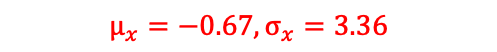 μₓ = −0.67, σₓ = 3.36